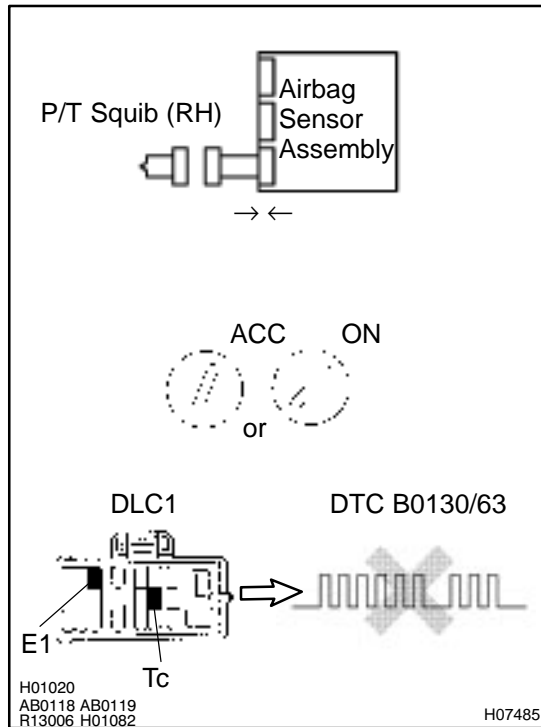 P/T Squib (RH)
Airbag
Sensor
Assembly
ACC ON
or
DLC1
DTC B0130/63
E1
Tc
H01020
AB0118 AB0119
R13006 H01082
H07485